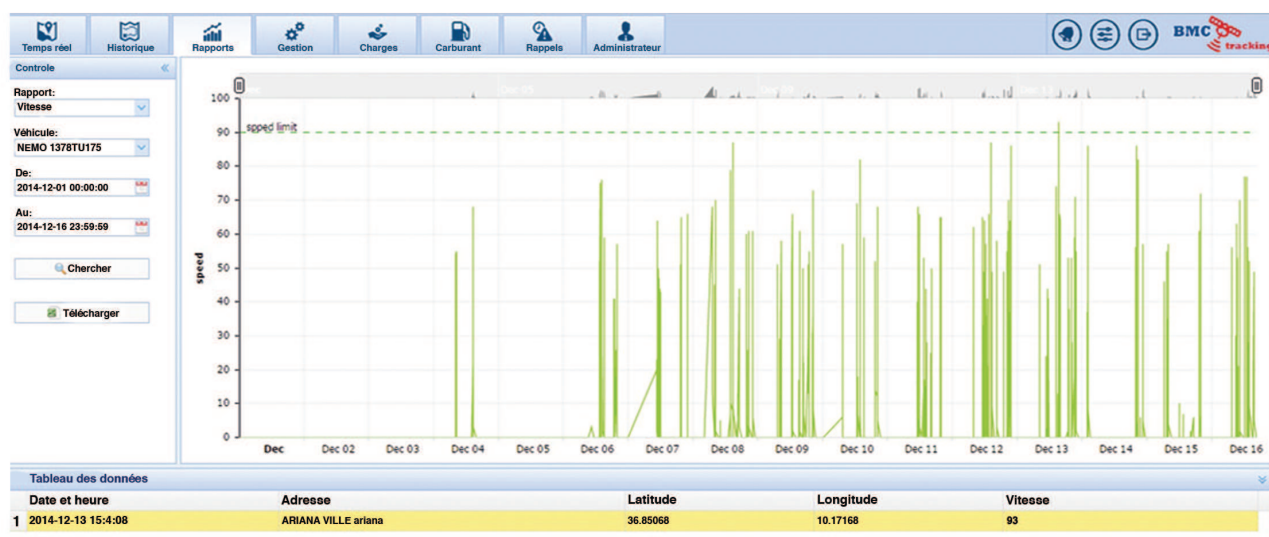 Temps réel Historique Rapports Gestion Charges Carburant Rappels Administrateur
BMC tracking
Controle
Rapport:
Vitesse
Véhicule:
NEMO 1378TU175
De:
2014-12-01 00:00:00
Au:
2014-12-16 23:59:59
Chercher
Télécharger
100
90
80
70
60
50
40
30
20
10
0
speed
spped limit
Dec Dec 02 Dec 03 Dec 04 Dec 05 Dec 06 Dec 07 Dec 08 Dec 09 Dec 10 Dec 11 Dec 12 Dec 13 Dec 14 Dec 15 Dec 16
Tableau des données
Date et heure Adresse Latitude Longitude Vitesse
1 2014-12-13 15:4:08 ARIANA VILLE ariana 36.85068 10.17168 93